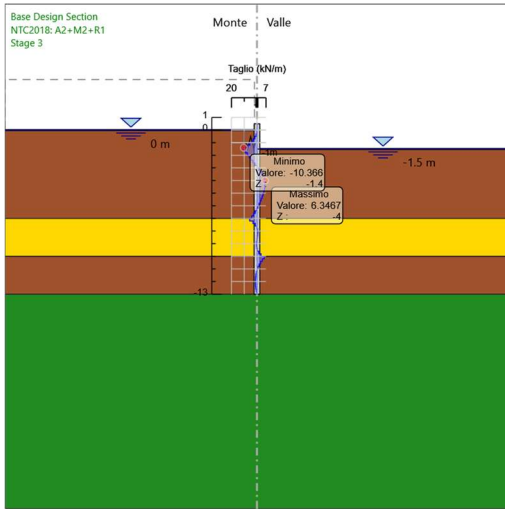 Base Design Section
NTC2018: A2+M2+R1
Stage 3
Monte
Valle
Taglio (kN/m)
20
7
1
0
0 m
-1.5 m
Minimo
Valore: -10.366
Z : -1.4
Massimo
Valore: 6.3467
Z : -4
-13